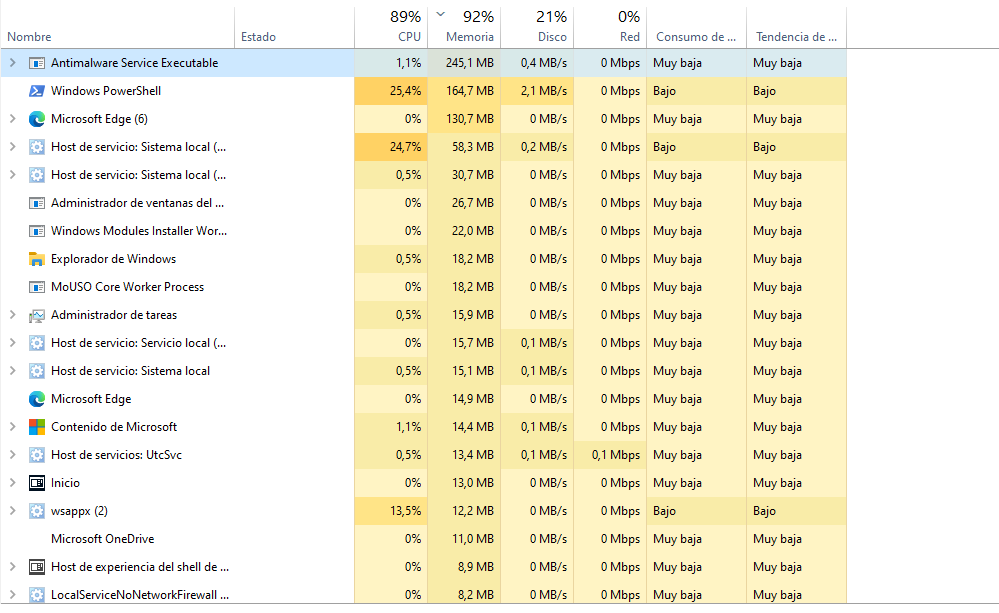 89% 92% 21% 0%
Nombre Estado CPU Memoria Disco Red Consumo de ... Tendencia de ...
Antimalware Service Executable 1,1% 245,1 MB 0,4 MB/s 0 Mbps Muy baja Muy baja
Windows PowerShell 25,4% 164,7 MB 2,1 MB/s 0 Mbps Bajo Bajo
Microsoft Edge (6) 0% 130,7 MB 0 MB/s 0 Mbps Muy baja Muy baja
Host de servicio: Sistema local (... 24,7% 58,3 MB 0,2 MB/s 0 Mbps Bajo Bajo
Host de servicio: Sistema local (... 0,5% 30,7 MB 0 MB/s 0 Mbps Muy baja Muy baja
Administrador de ventanas del ... 0% 26,7 MB 0 MB/s 0 Mbps Muy baja Muy baja
Windows Modules Installer Wor... 0% 22,0 MB 0 MB/s 0 Mbps Muy baja Muy baja
Explorador de Windows 0,5% 18,2 MB 0 MB/s 0 Mbps Muy baja Muy baja
MoUSO Core Worker Process 0% 18,2 MB 0 MB/s 0 Mbps Muy baja Muy baja
Administrador de tareas 0,5% 15,9 MB 0 MB/s 0 Mbps Muy baja Muy baja
Host de servicio: Servicio local (... 0% 15,7 MB 0,1 MB/s 0 Mbps Muy baja Muy baja
Host de servicio: Sistema local 0,5% 15,1 MB 0,1 MB/s 0 Mbps Muy baja Muy baja
Microsoft Edge 0% 14,9 MB 0 MB/s 0 Mbps Muy baja Muy baja
Contenido de Microsoft 1,1% 14,4 MB 0,1 MB/s 0 Mbps Muy baja Muy baja
Host de servicios: UtcSvc 0,5% 13,4 MB 0,1 MB/s 0,1 Mbps Muy baja Muy baja
Inicio 0% 13,0 MB 0 MB/s 0 Mbps Muy baja Muy baja
wsappx (2) 13,5% 12,2 MB 0 MB/s 0 Mbps Bajo Bajo
Microsoft OneDrive 0% 11,0 MB 0 MB/s 0 Mbps Muy baja Muy baja
Host de experiencia del shell de ... 0% 8,9 MB 0 MB/s 0 Mbps Muy baja Muy baja
LocalServiceNoNetworkFirewall ... 0% 8,2 MB 0 MB/s 0 Mbps Muy baja Muy baja